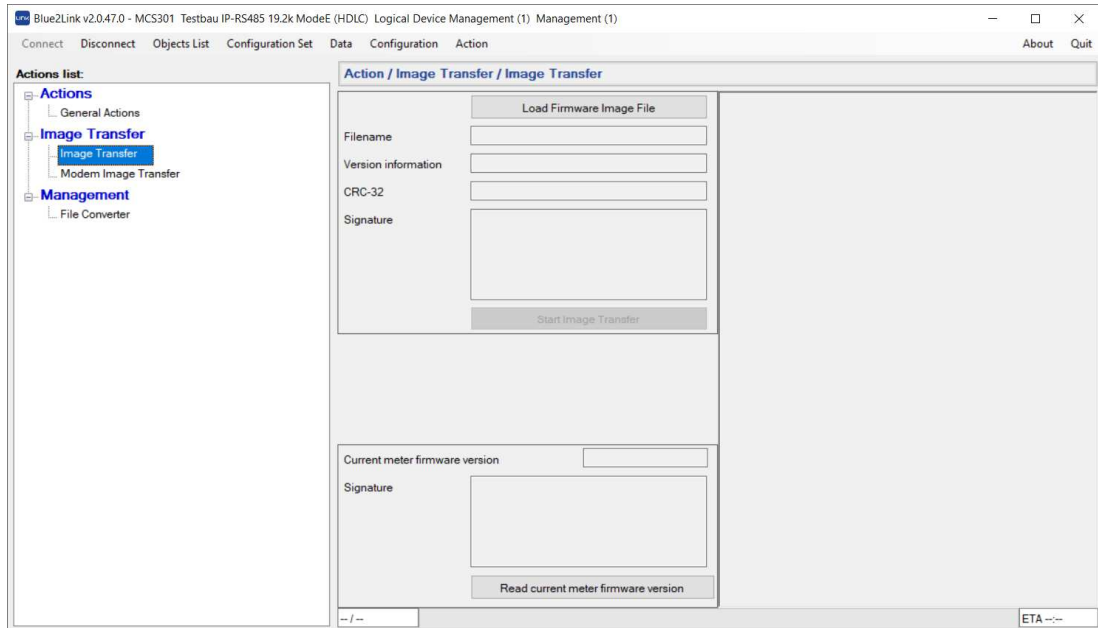 LINK Blue2Link v2.0.47.0 - MCS301 Testbau IP-RS485 19.2k ModeE (HDLC) Logical Device Management (1) Management (1)
Connect Disconnect Objects List Configuration Set Data Configuration Action About Quit
Actions list:
Actions
General Actions
Image Transfer
Image Transfer
Modem Image Transfer
Management
File Converter
Action / Image Transfer / Image Transfer
Load Firmware Image File
Filename
Version information
CRC-32
Signature
Start Image Transfer
Current meter firmware version
Signature
Read current meter firmware version
-- / --
ETA --:--